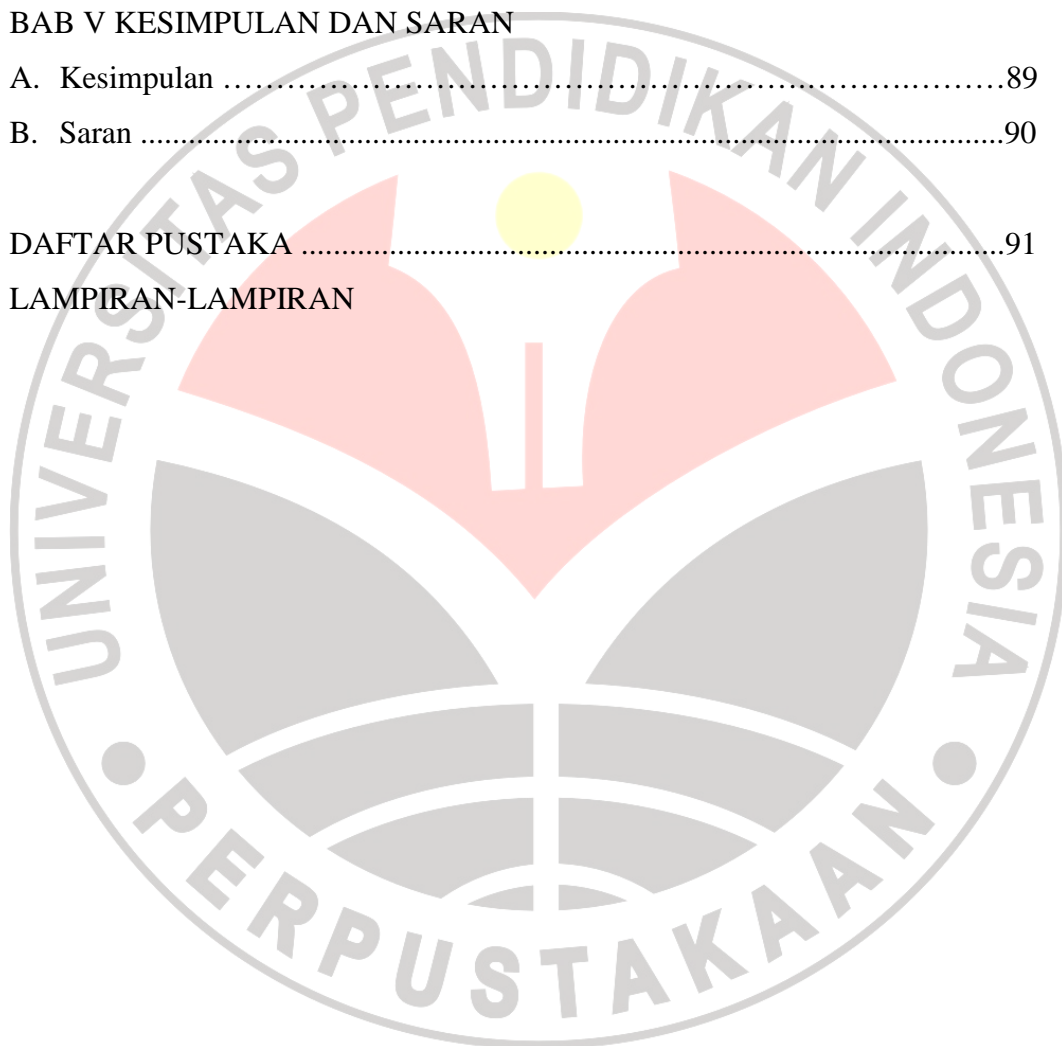 BAB V KESIMPULAN DAN SARAN
A. Kesimpulan ……………………………………………………………………89
B. Saran ..............................................................................................................90
DAFTAR PUSTAKA .........................................................................................91
LAMPIRAN-LAMPIRAN
UNIVERSITAS PENDIDIKAN INDONESIA
PERPUSTAKAAN